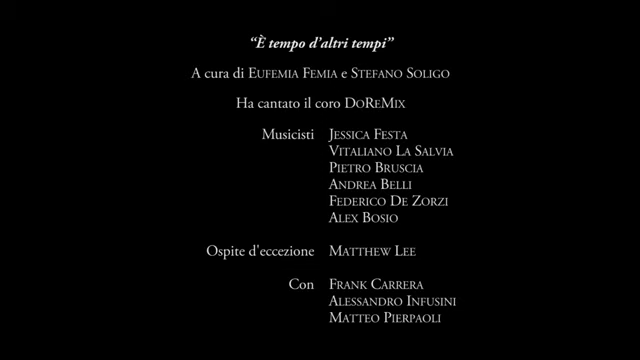 “È tempo d’altri tempi”
A cura di EUFEMIA FEMIA e STEFANO SOLIGO
Ha cantato il coro DOREMIX
Musicisti JESSICA FESTA
VITALIANO LA SALVIA
PIETRO BRUSCIA
ANDREA BELLI
FEDERICO DE ZORZI
ALEX BOSIO
Ospite d'eccezione MATTHEW LEE
Con FRANK CARRERA
ALESSANDRO INFUSINI
MATTEO PIERPAOLI